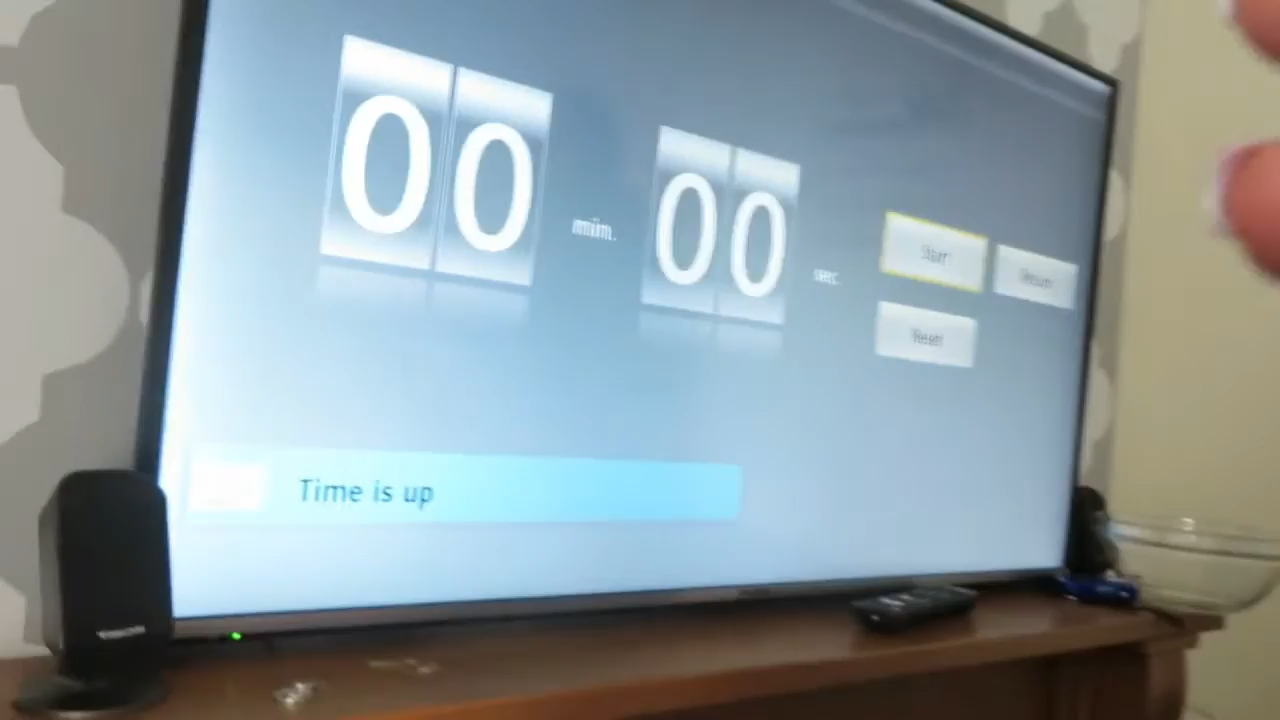 00 min. 00 sec.
Start
Reset
Time is up